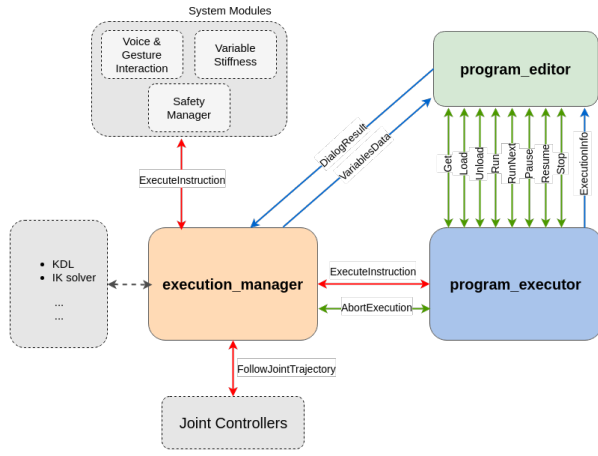 System Modules
Voice &
Gesture
Interaction
Variable
Stiffness
Safety
Manager
program_editor
ExecuteInstruction
DialogResult
VariablesData
Get
Load
Unload
Run
RunNext
Pause
Resume
Stop
ExecutionInfo
KDL
IK solver
...
...
execution_manager
ExecuteInstruction
AbortExecution
program_executor
FollowJointTrajectory
Joint Controllers